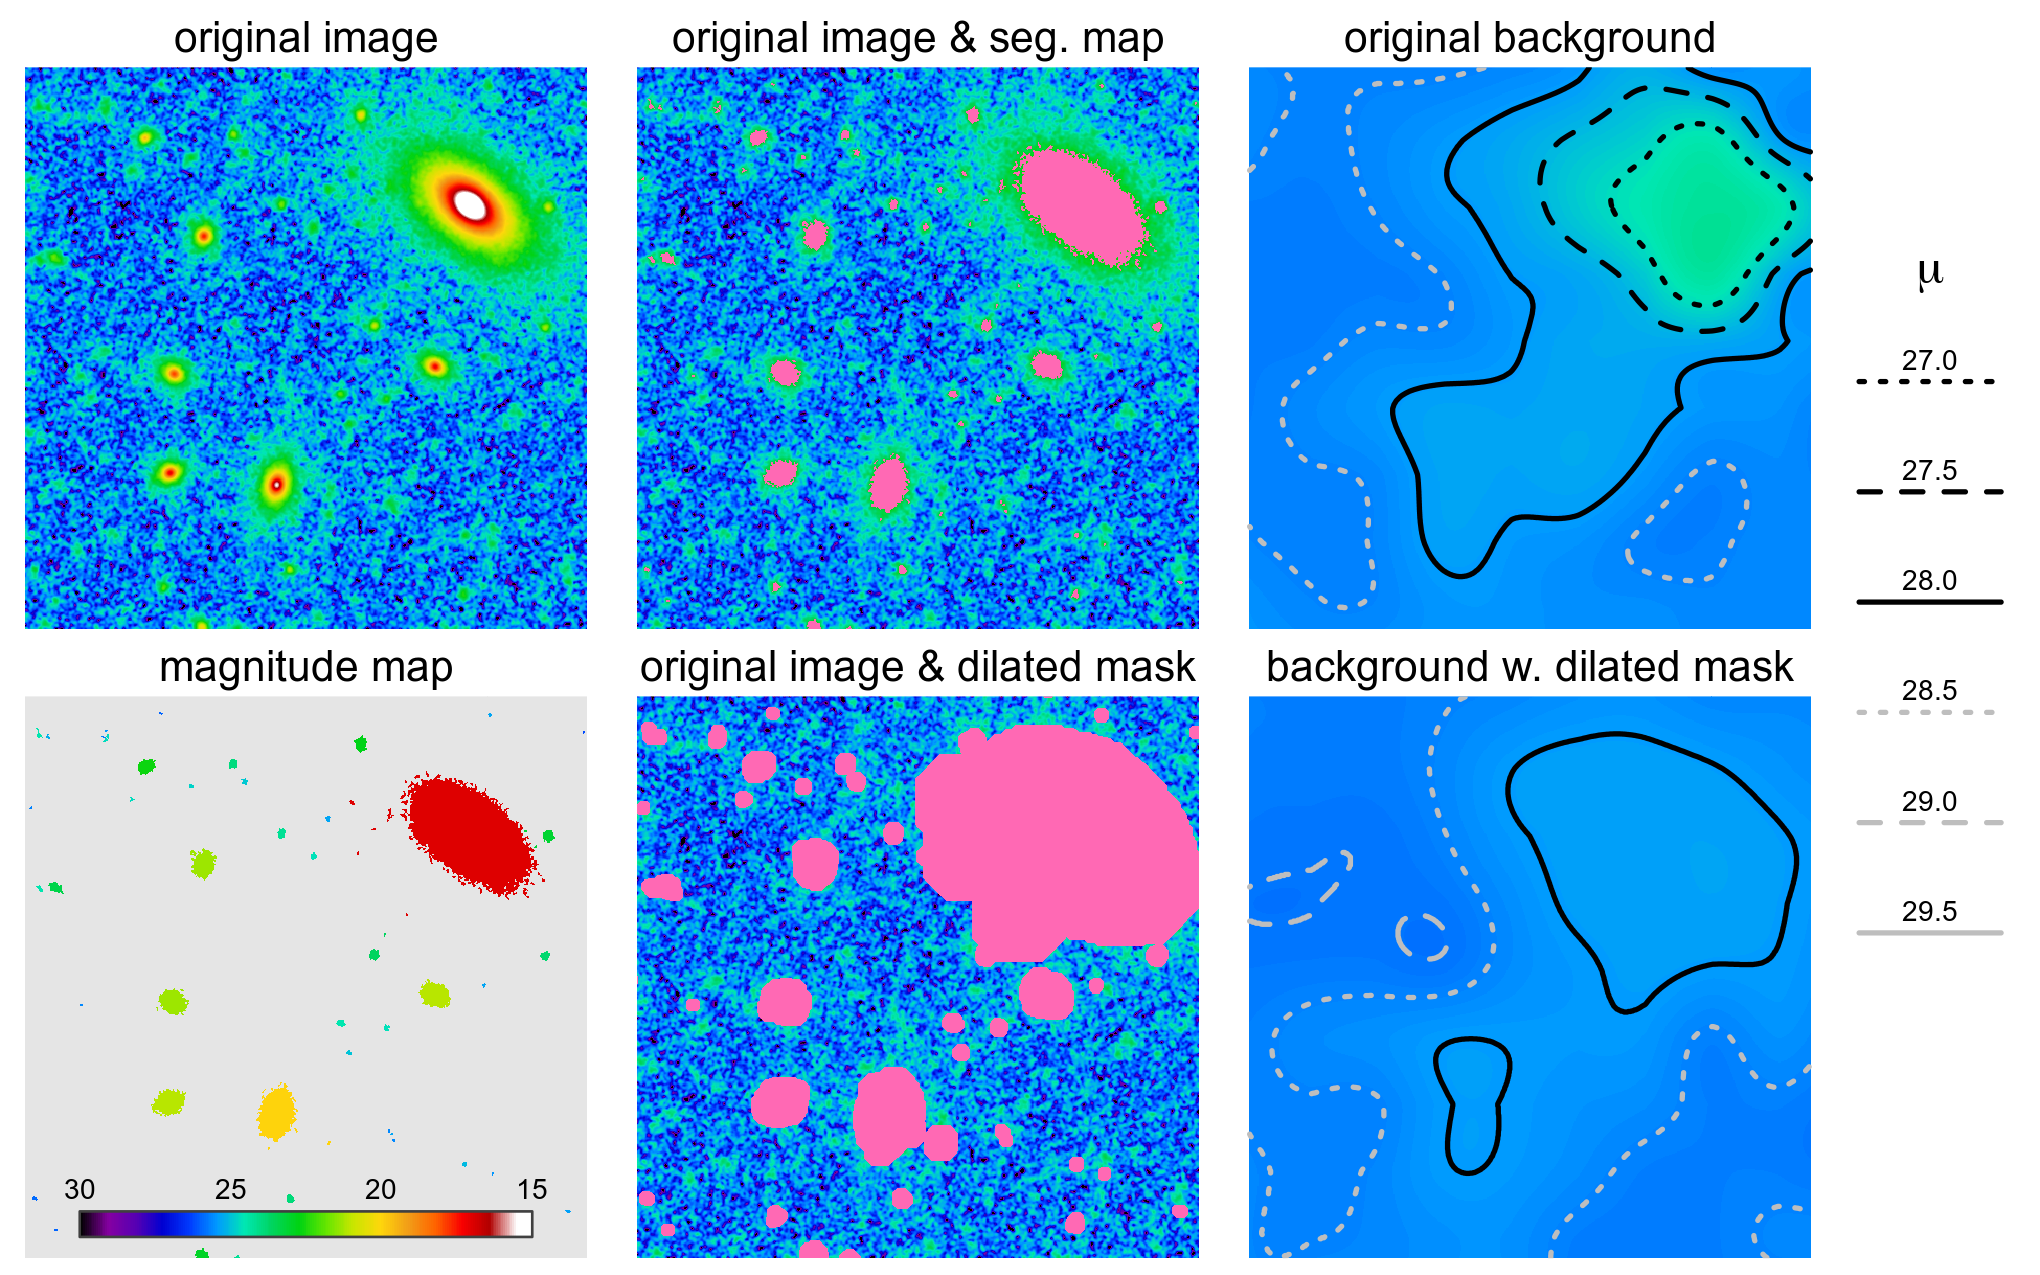 original image
original image & seg. map
original background
μ
27.0
27.5
28.0
28.5
29.0
29.5
magnitude map
original image & dilated mask
background w. dilated mask
30 25 20 15